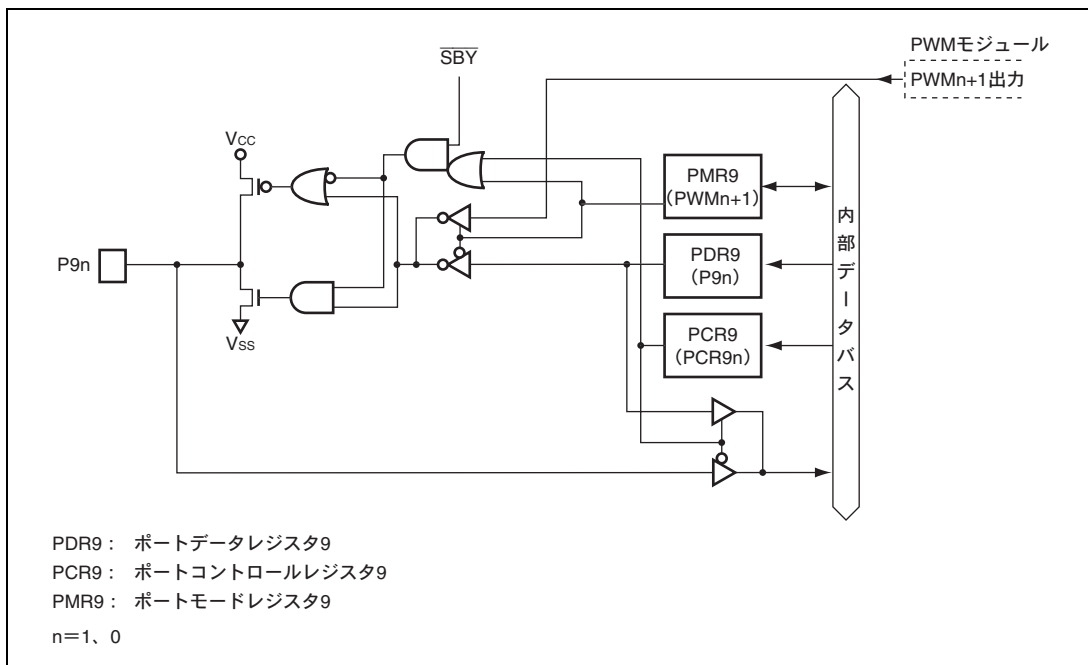 PWMモジュール
PWMn+1出力
SBY
VCC
PMR9
(PWMn+1)
PDR9
(P9n)
PCR9
(PCR9n)
内部データバス
P9n
VSS
PDR9： ポートデータレジスタ9
PCR9： ポートコントロールレジスタ9
PMR9： ポートモードレジスタ9
n＝1、0